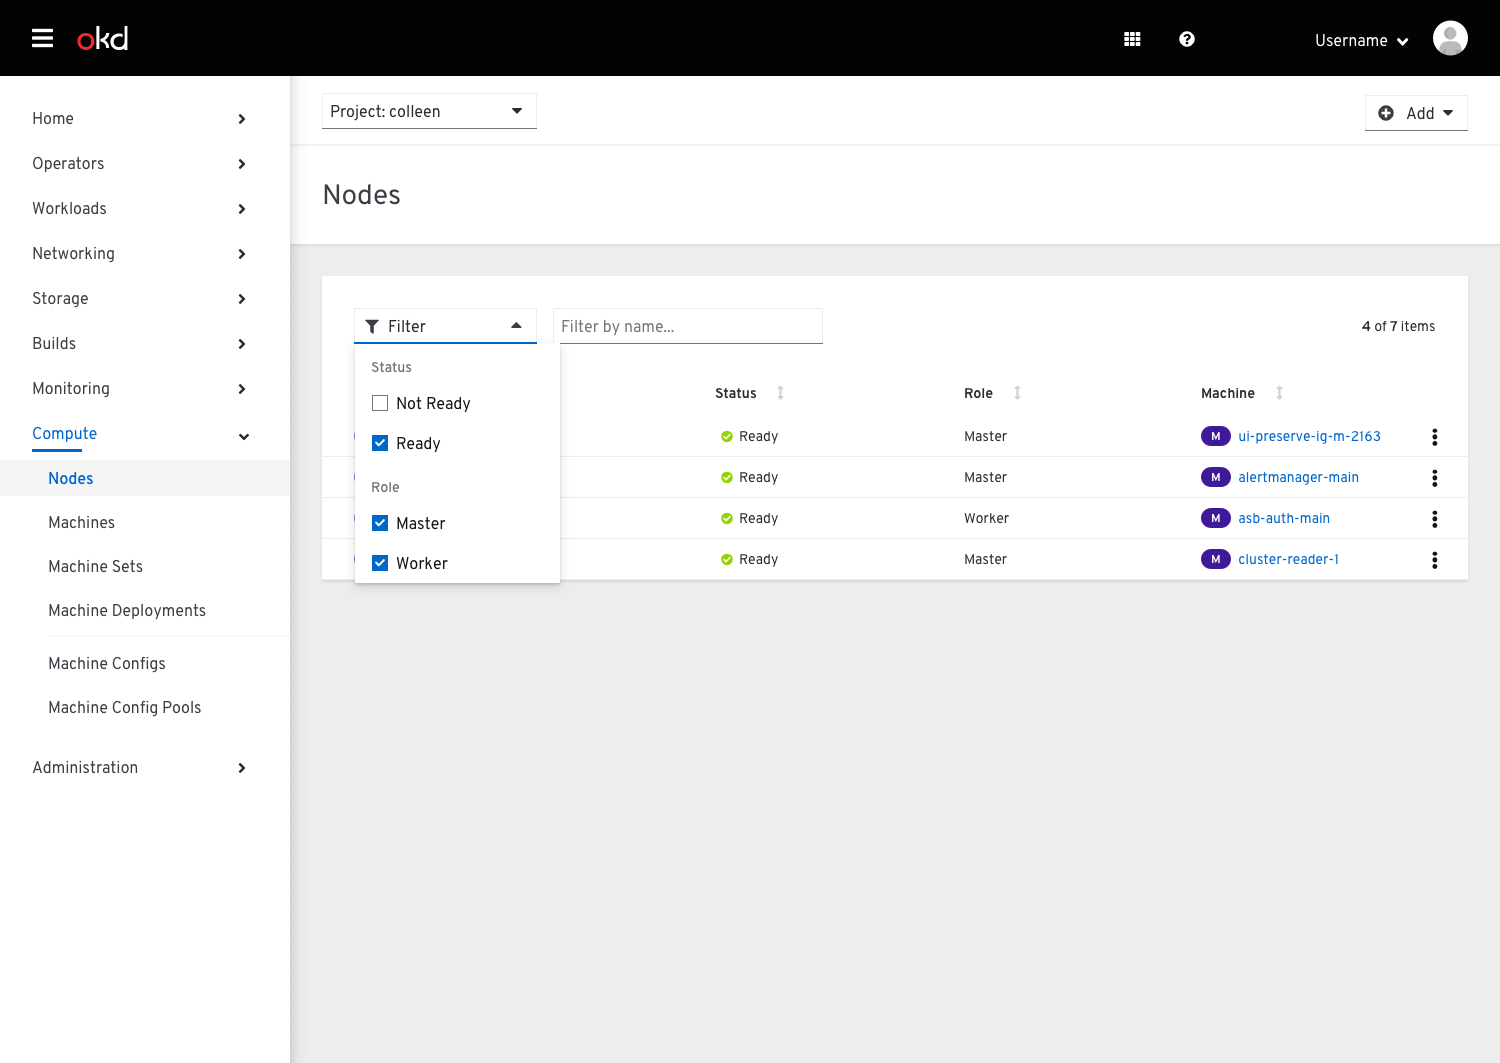 okd
Username
Home
Operators
Workloads
Networking
Storage
Builds
Monitoring
Compute
Nodes
Machines
Machine Sets
Machine Deployments
Machine Configs
Machine Config Pools
Administration
Project: colleen
Add
Nodes
Filter
Filter by name...
4 of 7 items
Status
Not Ready
Ready
Role
Master
Worker
Status Role Machine
Ready Master M ui-preserve-ig-m-2163
Ready Master M alertmanager-main
Ready Worker M asb-auth-main
Ready Master M cluster-reader-1